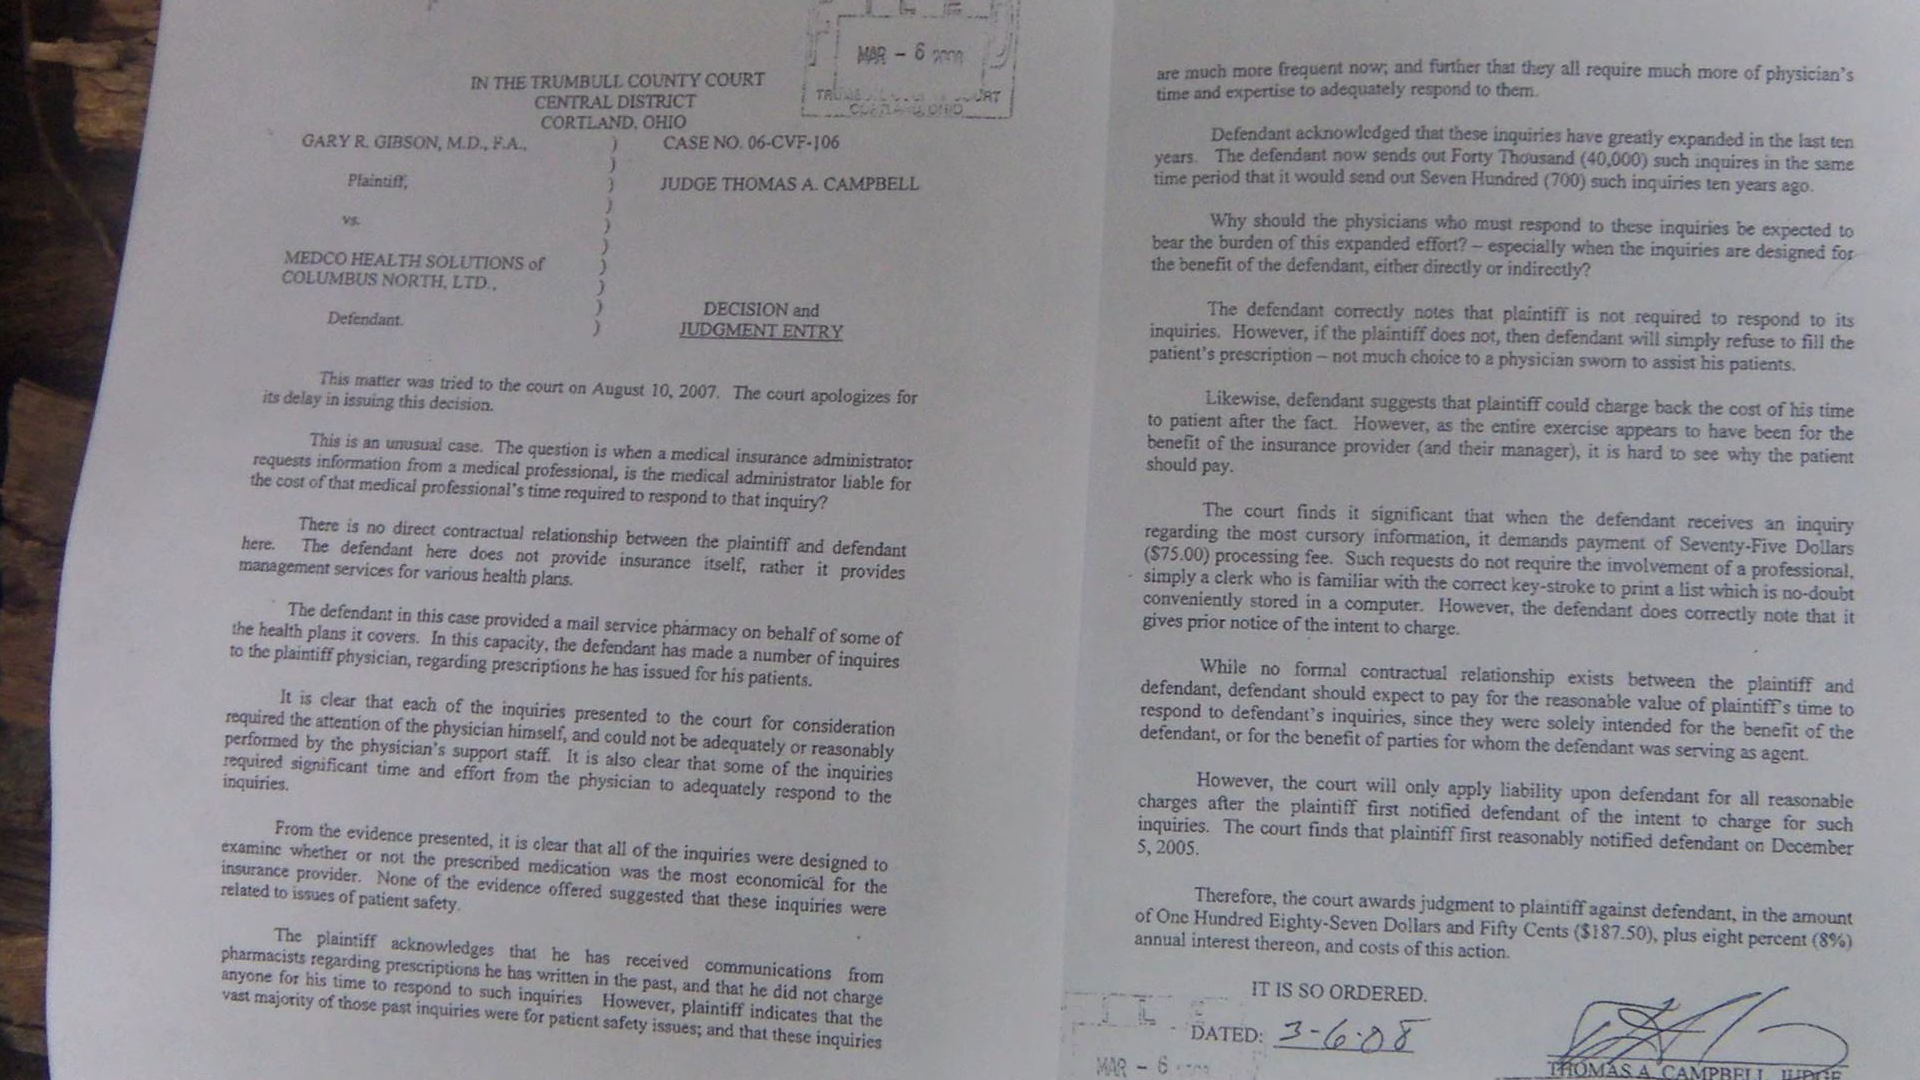 MAR - 6
IN THE TRUMBULL COUNTY COURT
CENTRAL DISTRICT
CORTLAND, OHIO
GARY R. GIBSON, M.D., F.A.,
) CASE NO. 06-CVF-106
)
Plaintiff,
) JUDGE THOMAS A. CAMPBELL
)
vs.
)
)
MEDCO HEALTH SOLUTIONS of
)
COLUMBUS NORTH, LTD.,
)
) DECISION and
Defendant.
) JUDGMENT ENTRY
This matter was tried to the court on August 10, 2007. The court apologizes for
its delay in issuing this decision.
This is an unusual case. The question is when a medical insurance administrator
requests information from a medical professional, is the medical administrator liable for
the cost of that medical professional's time required to respond to that inquiry?
There is no direct contractual relationship between the plaintiff and defendant
here. The defendant here does not provide insurance itself, rather it provides
management services for various health plans.
The defendant in this case provided a mail service pharmacy on behalf of some of
the health plans it covers. In this capacity, the defendant has made a number of inquires
to the plaintiff physician, regarding prescriptions he has issued for his patients.
It is clear that each of the inquiries presented to the court for consideration
required the attention of the physician himself, and could not be adequately or reasonably
performed by the physician's support staff. It is also clear that some of the inquiries
required significant time and effort from the physician to adequately respond to the
inquiries.
From the evidence presented, it is clear that all of the inquiries were designed to
examine whether or not the prescribed medication was the most economical for the
insurance provider. None of the evidence offered suggested that these inquiries were
related to issues of patient safety.
The plaintiff acknowledges that he has received communications from
pharmacists regarding prescriptions he has written in the past, and that he did not charge
anyone for his time to respond to such inquiries However, plaintiff indicates that the
vast majority of those past inquiries were for patient safety issues; and that these inquiries
are much more frequent now; and further that they all require much more of physician's
time and expertise to adequately respond to them.
Defendant acknowledged that these inquiries have greatly expanded in the last ten
years. The defendant now sends out Forty Thousand (40,000) such inquires in the same
time period that it would send out Seven Hundred (700) such inquiries ten years ago.
Why should the physicians who must respond to these inquiries be expected to
bear the burden of this expanded effort? – especially when the inquiries are designed for
the benefit of the defendant, either directly or indirectly?
The defendant correctly notes that plaintiff is not required to respond to its
inquiries. However, if the plaintiff does not, then defendant will simply refuse to fill the
patient's prescription – not much choice to a physician sworn to assist his patients.
Likewise, defendant suggests that plaintiff could charge back the cost of his time
to patient after the fact. However, as the entire exercise appears to have been for the
benefit of the insurance provider (and their manager), it is hard to see why the patient
should pay.
The court finds it significant that when the defendant receives an inquiry
regarding the most cursory information, it demands payment of Seventy-Five Dollars
($75.00) processing fee. Such requests do not require the involvement of a professional,
simply a clerk who is familiar with the correct key-stroke to print a list which is no-doubt
conveniently stored in a computer. However, the defendant does correctly note that it
gives prior notice of the intent to charge.
While no formal contractual relationship exists between the plaintiff and
defendant, defendant should expect to pay for the reasonable value of plaintiff's time to
respond to defendant's inquiries, since they were solely intended for the benefit of the
defendant, or for the benefit of parties for whom the defendant was serving as agent.
However, the court will only apply liability upon defendant for all reasonable
charges after the plaintiff first notified defendant of the intent to charge for such
inquiries. The court finds that plaintiff first reasonably notified defendant on December
5, 2005.
Therefore, the court awards judgment to plaintiff against defendant, in the amount
of One Hundred Eighty-Seven Dollars and Fifty Cents ($187.50), plus eight percent (8%)
annual interest thereon, and costs of this action.
IT IS SO ORDERED.
DATED: 3-6-08
MAR - 6
THOMAS A. CAMPBELL, JUDGE